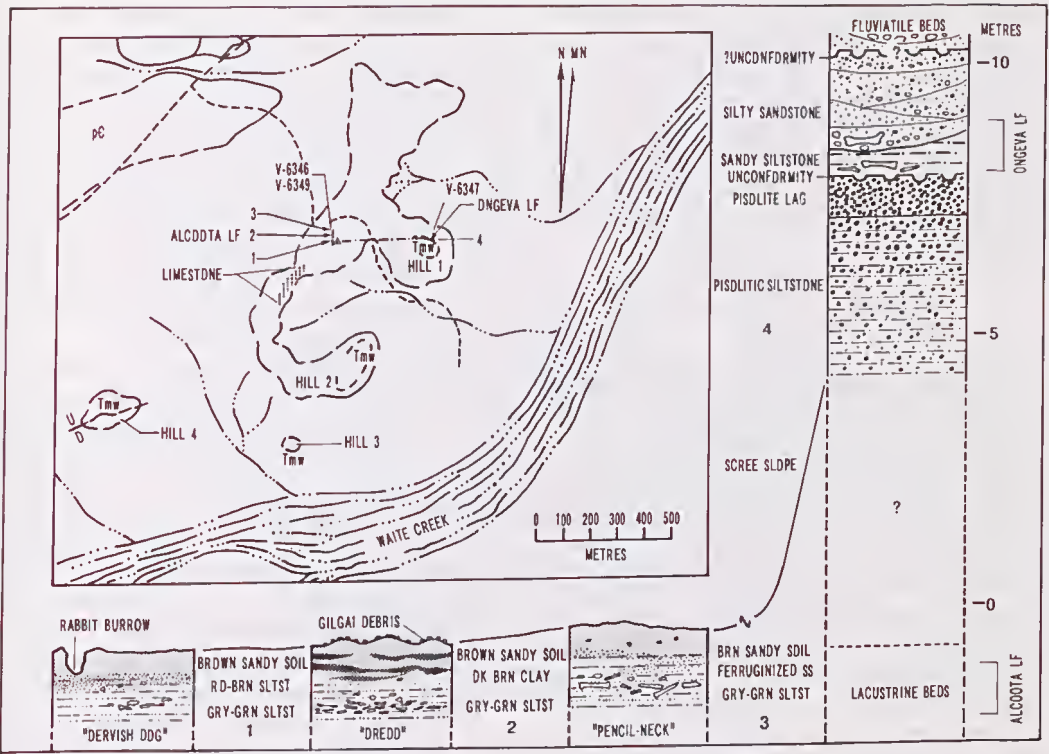 FLUVIATILE BEDS
METRES
?UNCONFORMITY
?
10
SILTY SANDSTONE
ONGEVA LF
SANDY SILTSTONE
UNCONFORMITY
PISOLITE LAG
PISOLITIC SILTSTONE
4
5
SCREE SLOPE
?
0
LACUSTRINE BEDS
ALCOOTA LF
N MN
pЄ
V-6346
V-6349
V-6347
ONGEVA LF
3
ALCOOTA LF 2
1
4
Tmw
HILL 1
LIMESTONE
Tmw
HILL 2
Tmw
U
D
HILL 4
HILL 3
Tmw
WAITE CREEK
0 100 200 300 400 500
METRES
RABBIT BURROW
GILGAI DEBRIS
BROWN SANDY SOIL
RD-BRN SLTST
GRY-GRN SLTST
1
BROWN SANDY SOIL
DK BRN CLAY
GRY-GRN SLTST
2
BRN SANDY SOIL
FERRUGINIZED SS
GRY-GRN SLTST
3
"DERVISH DOG"
"DREDD"
"PENCIL-NECK"